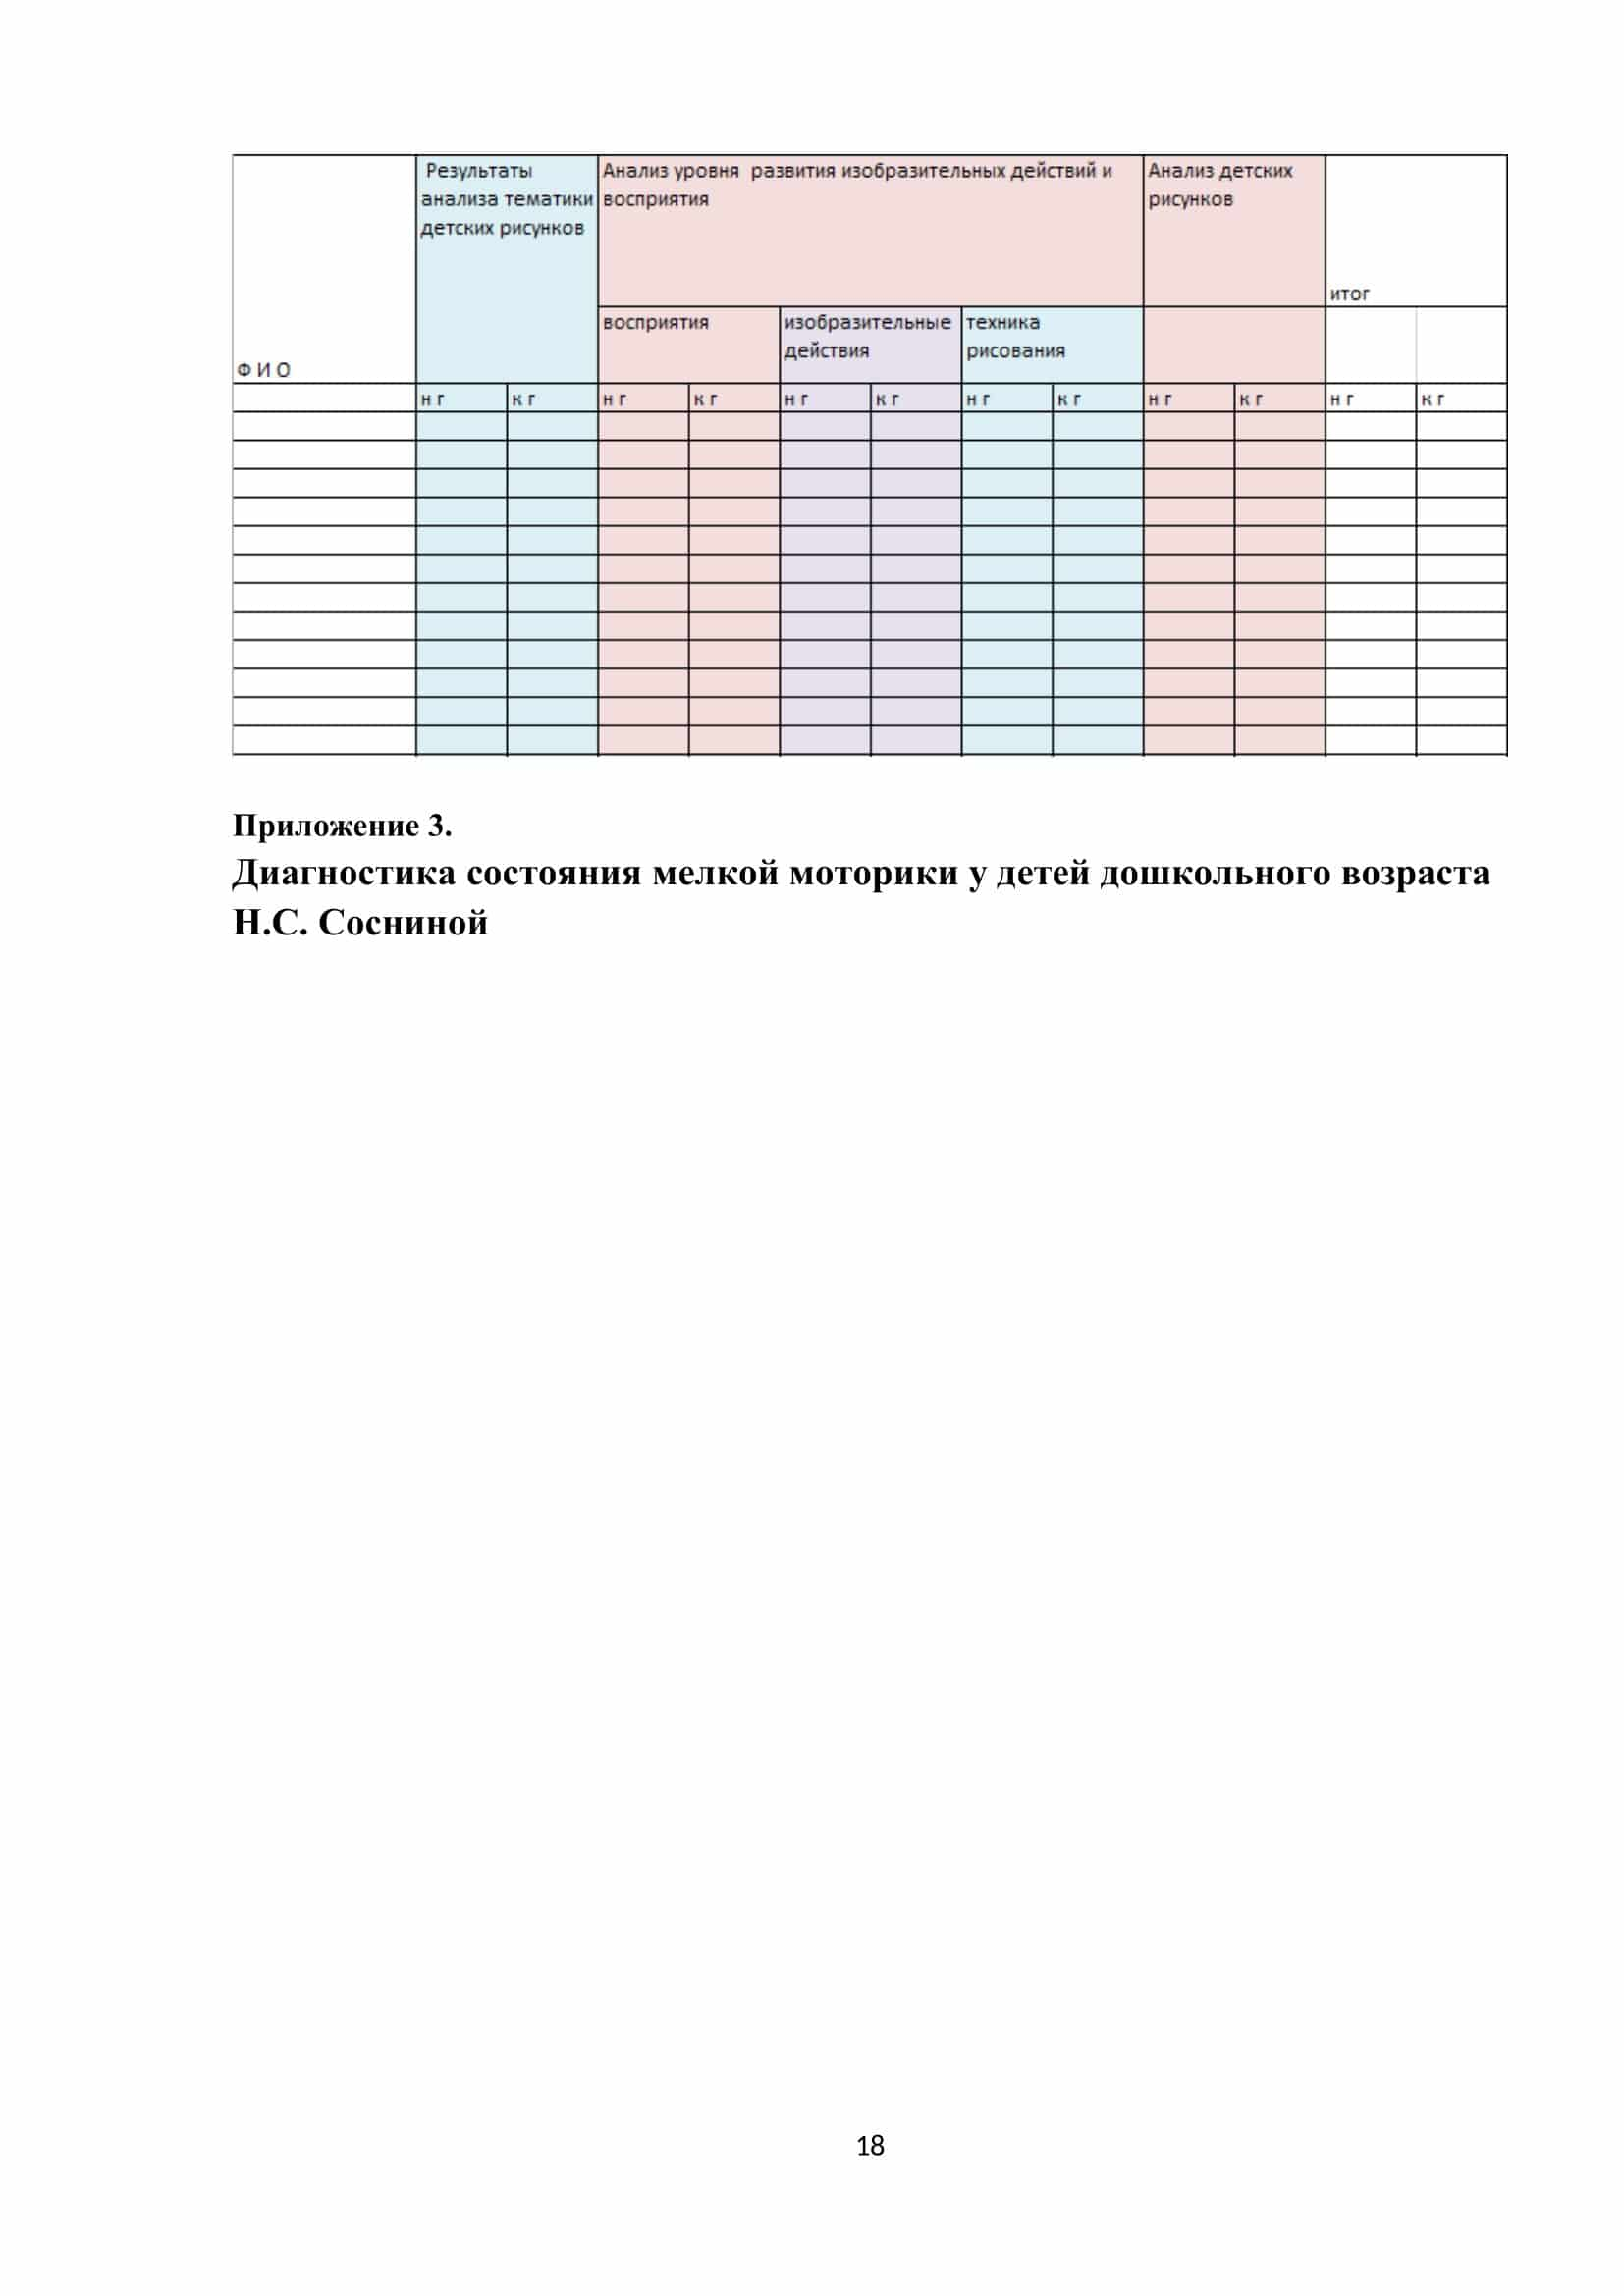 Результаты
анализа тематики
детских рисунков
Анализ уровня  развития изобразительных действий и
восприятия
Анализ детских
рисунков
итог
Ф И О
восприятия
изобразительные
действия
техника
рисования
н г к г н г к г н г к г н г к г н г к г н г к г
Приложение 3.
Диагностика состояния мелкой моторики у детей дошкольного возраста
Н.С. Сосниной
18